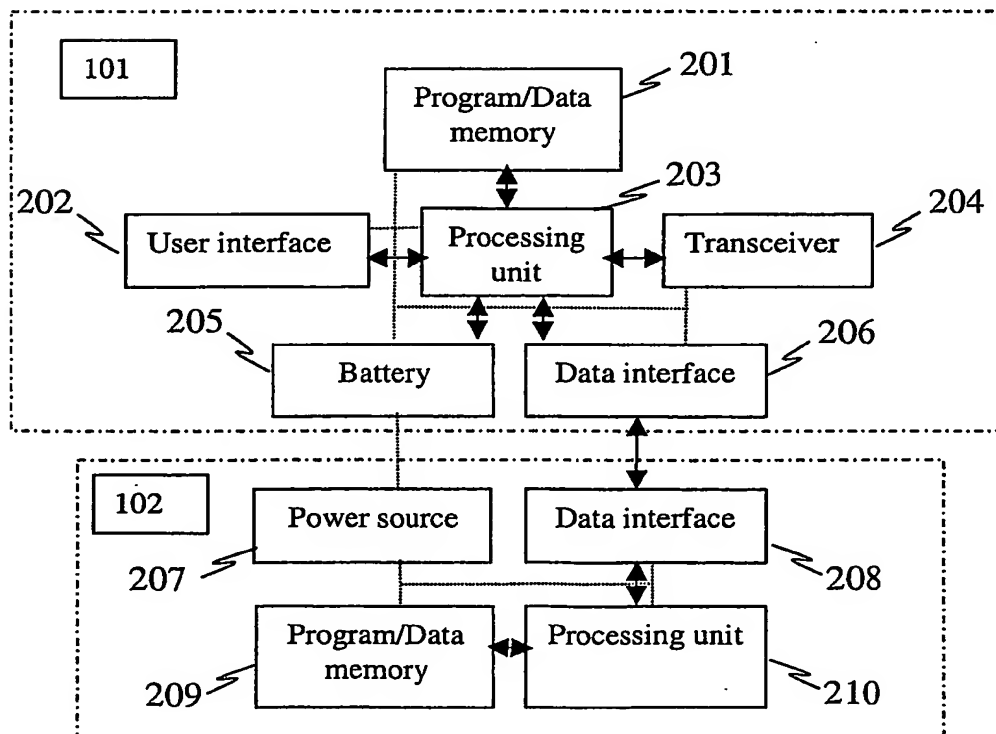 101
201
Program/Data
memory
203
202
204
User interface
Processing
unit
Transceiver
205
206
Battery
Data interface
102
Power source
Data interface
207
208
Program/Data
memory
Processing unit
209
210